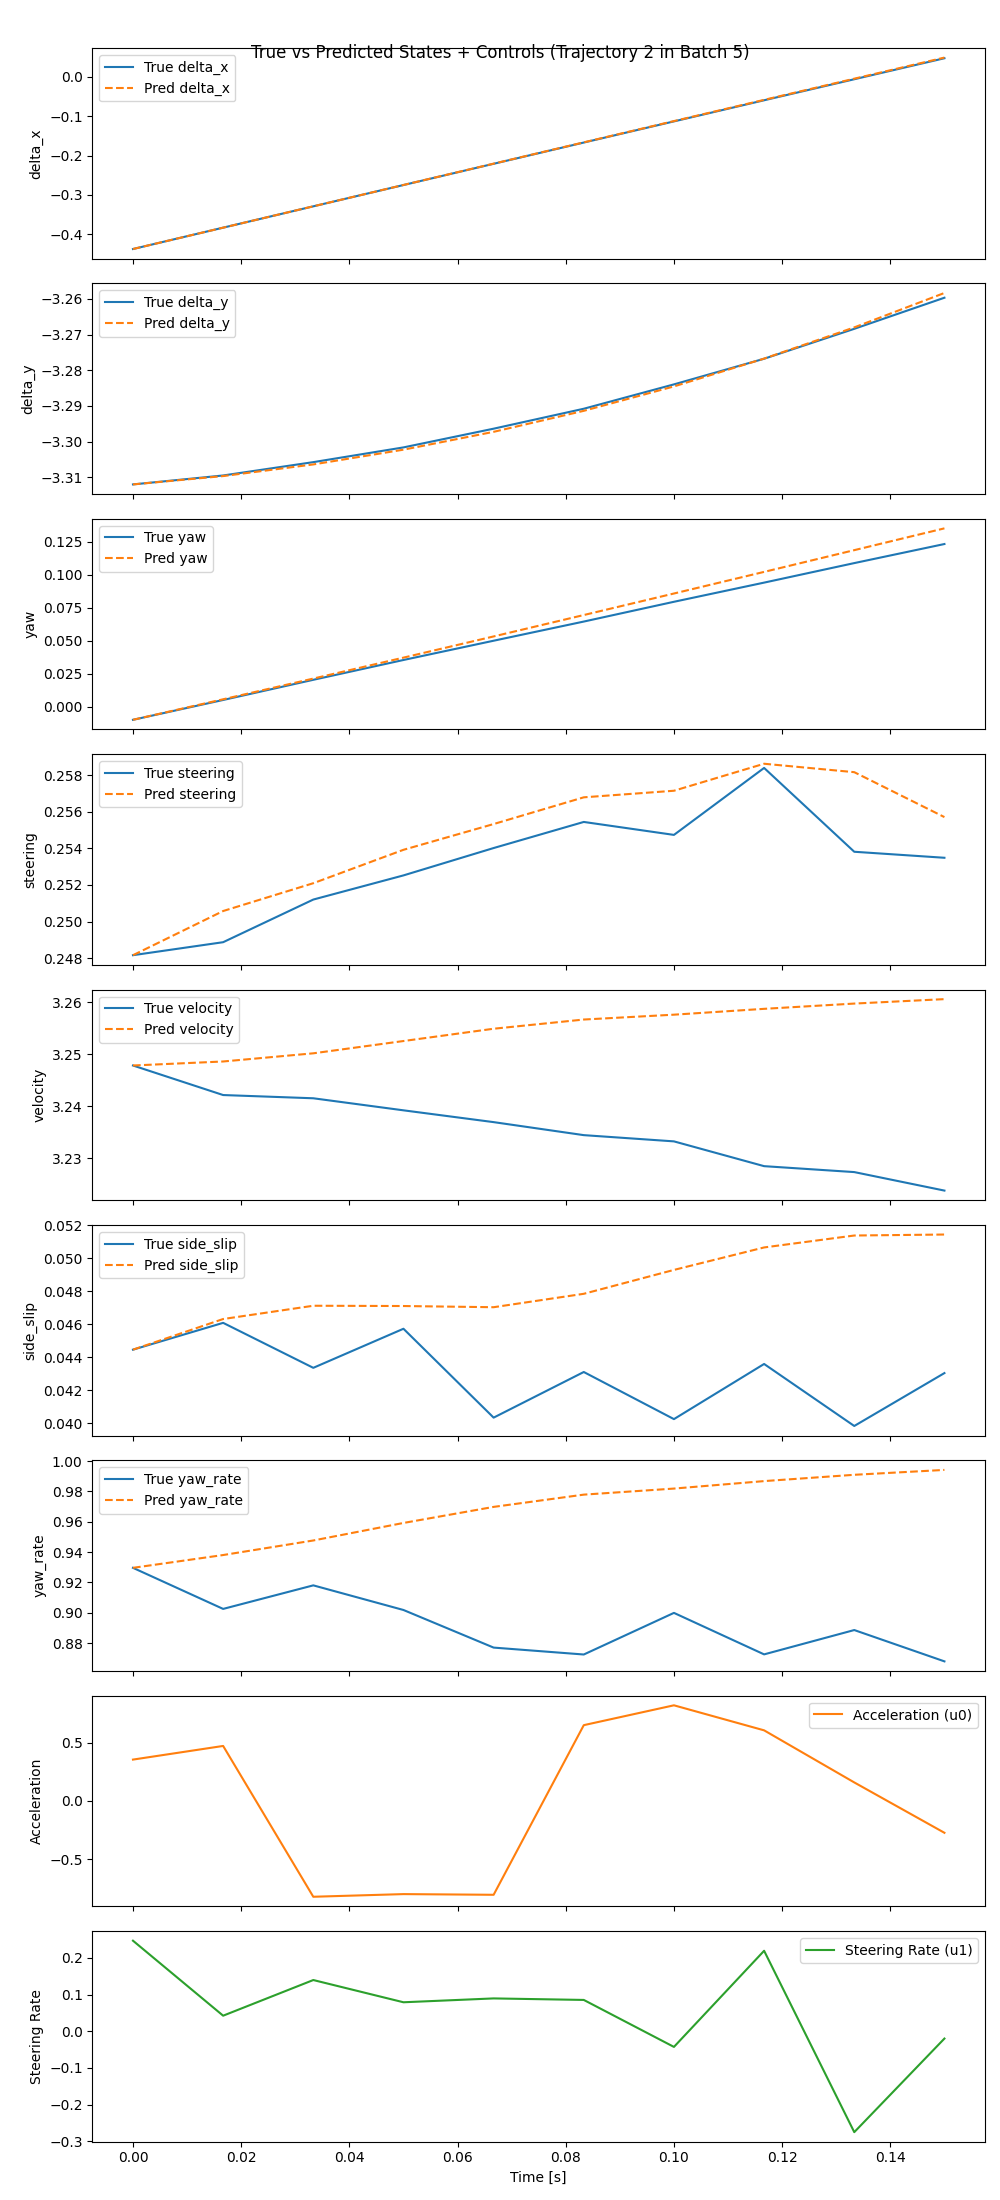 True vs Predicted States + Controls (Trajectory 2 in Batch 5)
True delta_x
Pred delta_x
delta_x
0.0
−0.1
−0.2
−0.3
−0.4
True delta_y
Pred delta_y
delta_y
−3.26
−3.27
−3.28
−3.29
−3.30
−3.31
True yaw
Pred yaw
yaw
0.125
0.100
0.075
0.050
0.025
0.000
True steering
Pred steering
steering
0.258
0.256
0.254
0.252
0.250
0.248
True velocity
Pred velocity
velocity
3.26
3.25
3.24
3.23
True side_slip
Pred side_slip
side_slip
0.052
0.050
0.048
0.046
0.044
0.042
0.040
True yaw_rate
Pred yaw_rate
yaw_rate
1.00
0.98
0.96
0.94
0.92
0.90
0.88
Acceleration (u0)
Acceleration
0.5
0.0
−0.5
Steering Rate (u1)
Steering Rate
0.2
0.1
0.0
−0.1
−0.2
−0.3
0.00 0.02 0.04 0.06 0.08 0.10 0.12 0.14
Time [s]